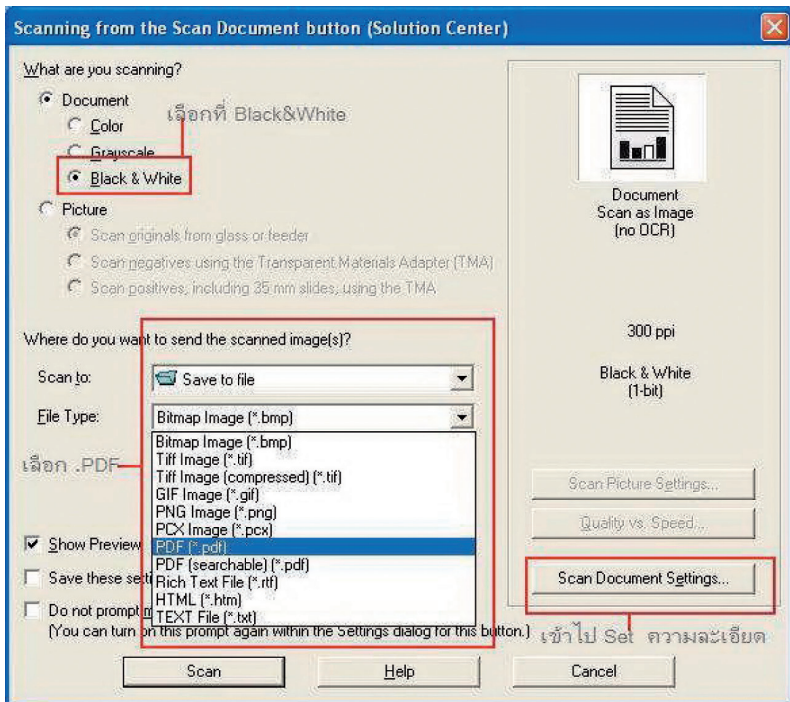 Scanning from the Scan Document button (Solution Center)
What are you scanning?
Document
เลือกที่ Black&White
Color
Grayscale
Black & White
Picture
Scan originals from glass or feeder
Scan negatives using the Transparent Materials Adapter (TMA)
Scan positives, including 35 mm slides, using the TMA
Document
Scan as Image
(no OCR)
300 ppi
Black & White
(1-bit)
Where do you want to send the scanned image(s)?
Scan to:
Save to file
File Type:
Bitmap Image (*.bmp)
Bitmap Image (*.bmp)
Tiff Image (*.tif)
Tiff Image (compressed) (*.tif)
GIF Image (*.gif)
PNG Image (*.png)
PCX Image (*.pcx)
PDF (*.pdf)
PDF (searchable) (*.pdf)
Rich Text File (*.rtf)
HTML (*.htm)
TEXT File (*.txt)
เลือก .PDF
Scan Picture Settings...
Quality vs. Speed...
Scan Document Settings...
เข้าไป Set ความละเอียด
Show Preview
Save these
Do not prompt
(You can turn on this prompt again within the Settings dialog for this button.)
Scan
Help
Cancel